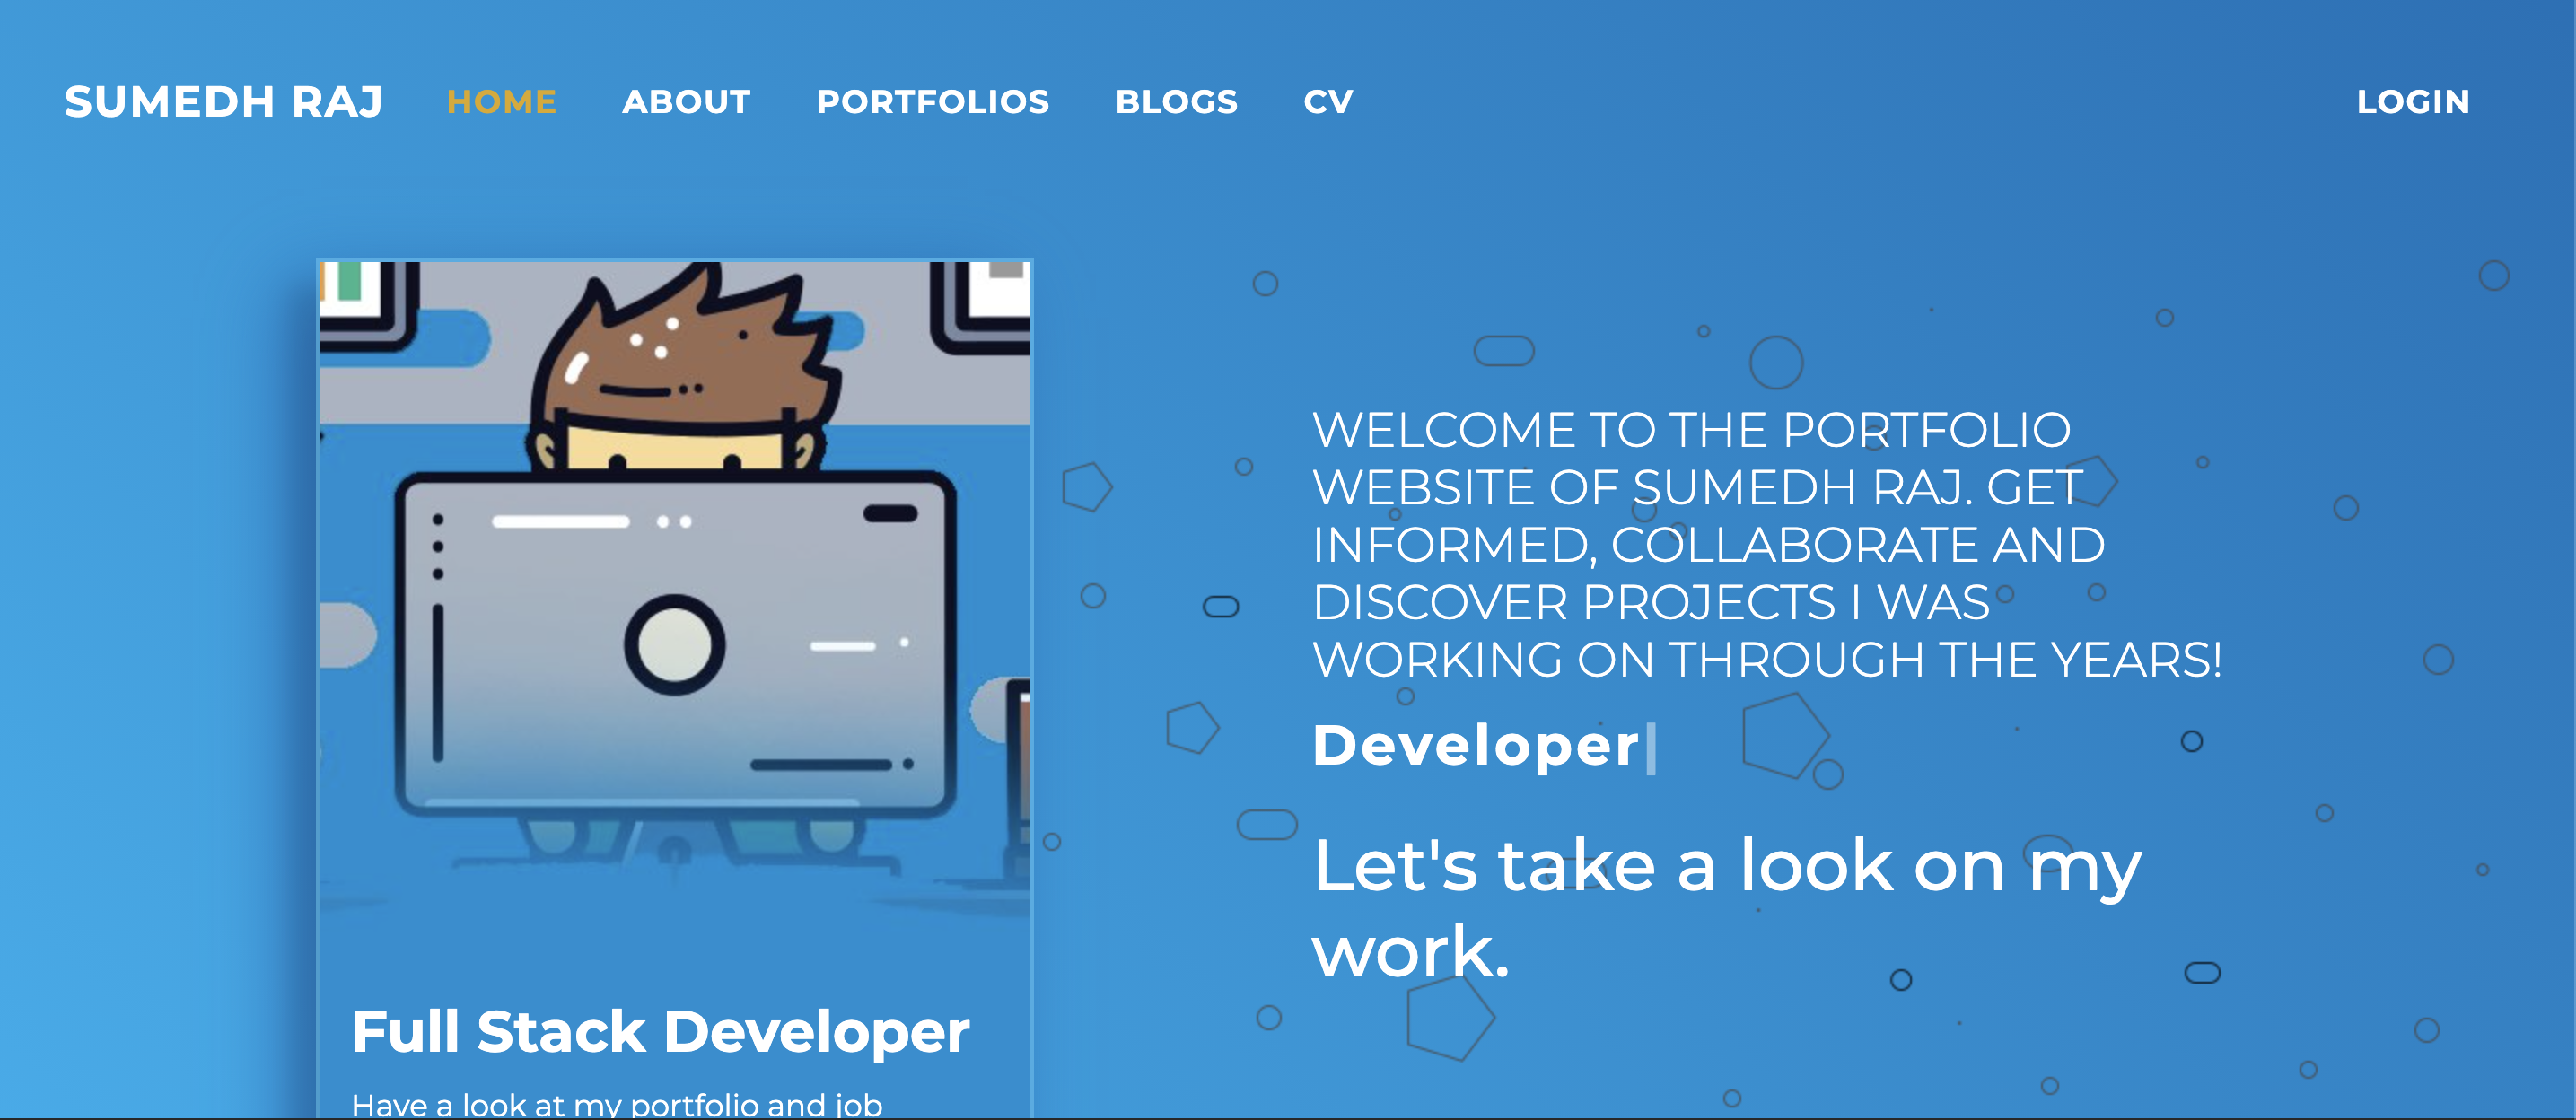 SUMEDH RAJ HOME ABOUT PORTFOLIOS BLOGS CV LOGIN
WELCOME TO THE PORTFOLIO
WEBSITE OF SUMEDH RAJ. GET
INFORMED, COLLABORATE AND
DISCOVER PROJECTS I WAS
WORKING ON THROUGH THE YEARS!
Developer
Let's take a look on my
work.
Full Stack Developer
Have a look at my portfolio and job